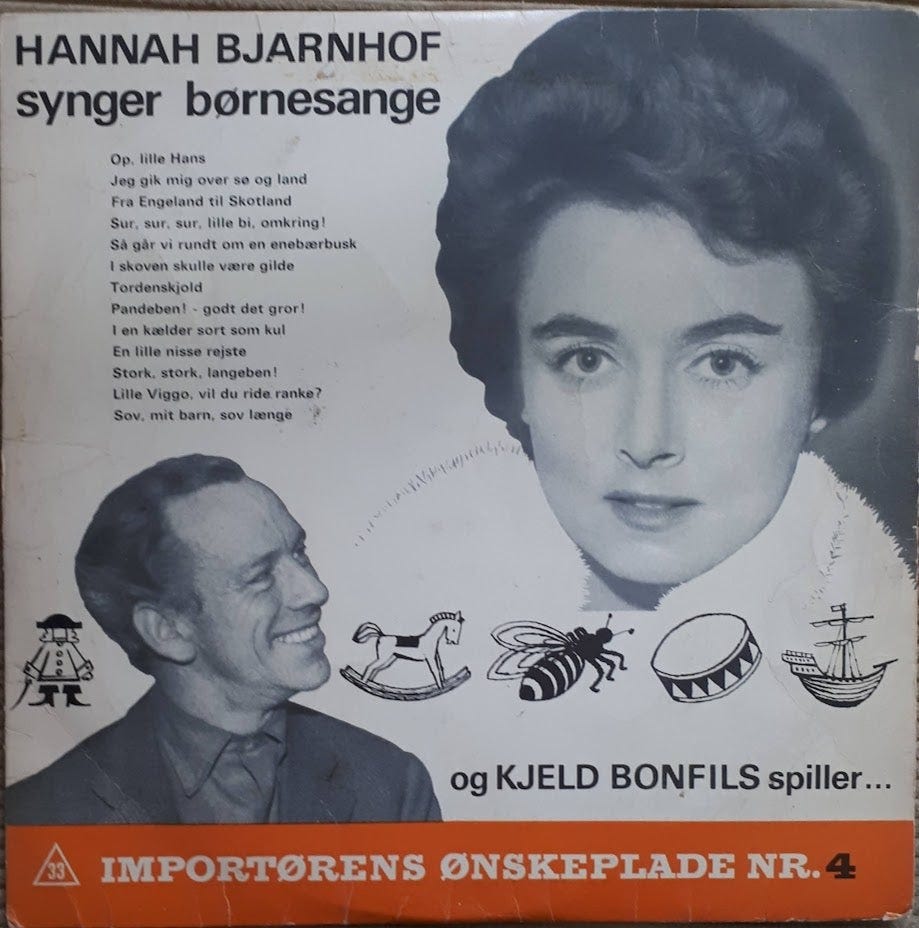 HANNAH BJARNHOF
synger børnesange
Op, lille Hans
Jeg gik mig over sø og land
Fra Engeland til Skotland
Sur, sur, sur, lille bi, omkring!
Så går vi rundt om en enebærbusk
I skoven skulle være gilde
Tordenskjold
Pandeben! - godt det gror!
I en kælder sort som kul
En lille nisse rejste
Stork, stork, langeben!
Lille Viggo, vil du ride ranke?
Sov, mit barn, sov længe
og KJELD BONFILS spiller...
33 IMPORTØRENS ØNSKEPLADE NR. 4